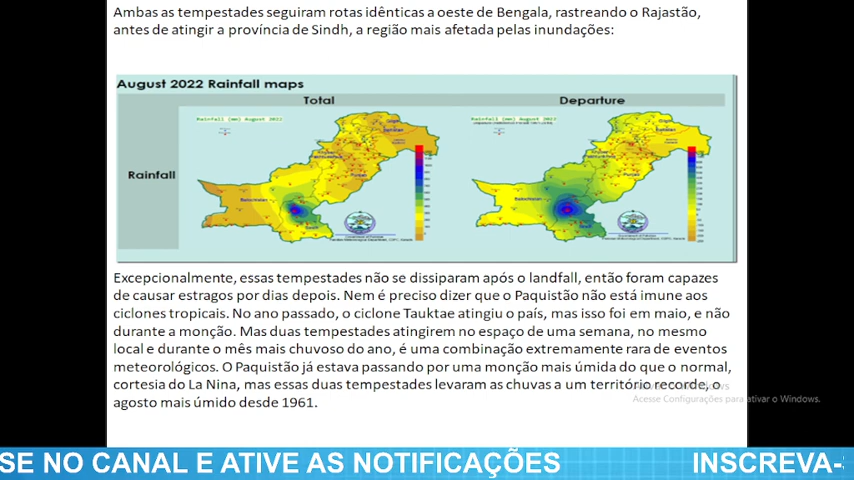 Ambas as tempestades seguiram rotas idênticas a oeste de Bengala, rastreando o Rajastão,
antes de atingir a província de Sindh, a região mais afetada pelas inundações:
August 2022 Rainfall maps
Total
Departure
Rainfall (mm) August 2022
Rainfall
Excepcionalmente, essas tempestades não se dissiparam após o landfall, então foram capazes
de causar estragos por dias depois. Nem é preciso dizer que o Paquistão não está imune aos
ciclones tropicais. No ano passado, o ciclone Tauktae atingiu o país, mas isso foi em maio, e não
durante a monção. Mas duas tempestades atingirem no espaço de uma semana, no mesmo
local e durante o mês mais chuvoso do ano, é uma combinação extremamente rara de eventos
meteorológicos. O Paquistão já estava passando por uma monção mais úmida do que o normal,
cortesia do La Nina, mas essas duas tempestades levaram as chuvas a um território recorde, o
agosto mais úmido desde 1961.
Acesse Configurações para ativar o Windows.
SE NO CANAL E ATIVE AS NOTIFICAÇÕES INSCREVA-